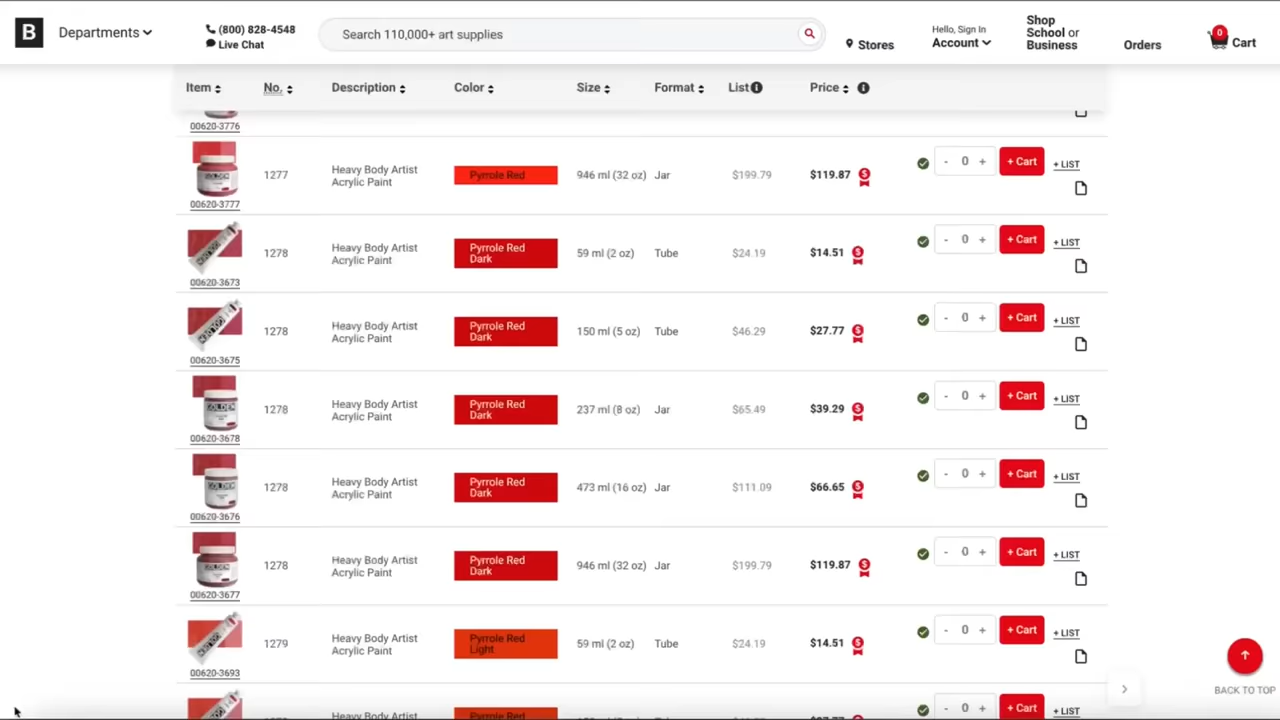 B
Departments
(800) 828-4548
Live Chat
Search 110,000+ art supplies
Stores
Hello, Sign In
Account
Shop
School or
Business
Orders
0
Cart
Item
No.
Description
Color
Size
Format
List
Price
00620-3776
1277
Heavy Body Artist
Acrylic Paint
Pyrrole Red
946 ml (32 oz)
Jar
$199.79
$119.87
- 0 +
+ Cart
+ LIST
00620-3777
1278
Heavy Body Artist
Acrylic Paint
Pyrrole Red
Dark
59 ml (2 oz)
Tube
$24.19
$14.51
- 0 +
+ Cart
+ LIST
00620-3673
1278
Heavy Body Artist
Acrylic Paint
Pyrrole Red
Dark
150 ml (5 oz)
Tube
$46.29
$27.77
- 0 +
+ Cart
+ LIST
00620-3675
1278
Heavy Body Artist
Acrylic Paint
Pyrrole Red
Dark
237 ml (8 oz)
Jar
$65.49
$39.29
- 0 +
+ Cart
+ LIST
00620-3678
1278
Heavy Body Artist
Acrylic Paint
Pyrrole Red
Dark
473 ml (16 oz)
Jar
$111.09
$66.65
- 0 +
+ Cart
+ LIST
00620-3676
1278
Heavy Body Artist
Acrylic Paint
Pyrrole Red
Dark
946 ml (32 oz)
Jar
$199.79
$119.87
- 0 +
+ Cart
+ LIST
00620-3677
1279
Heavy Body Artist
Acrylic Paint
Pyrrole Red
Light
59 ml (2 oz)
Tube
$24.19
$14.51
- 0 +
+ Cart
+ LIST
00620-3693
BACK TO TOP
Heavy Body Artist
Pyrrole Red
- 0 +
+ Cart
+ LIST